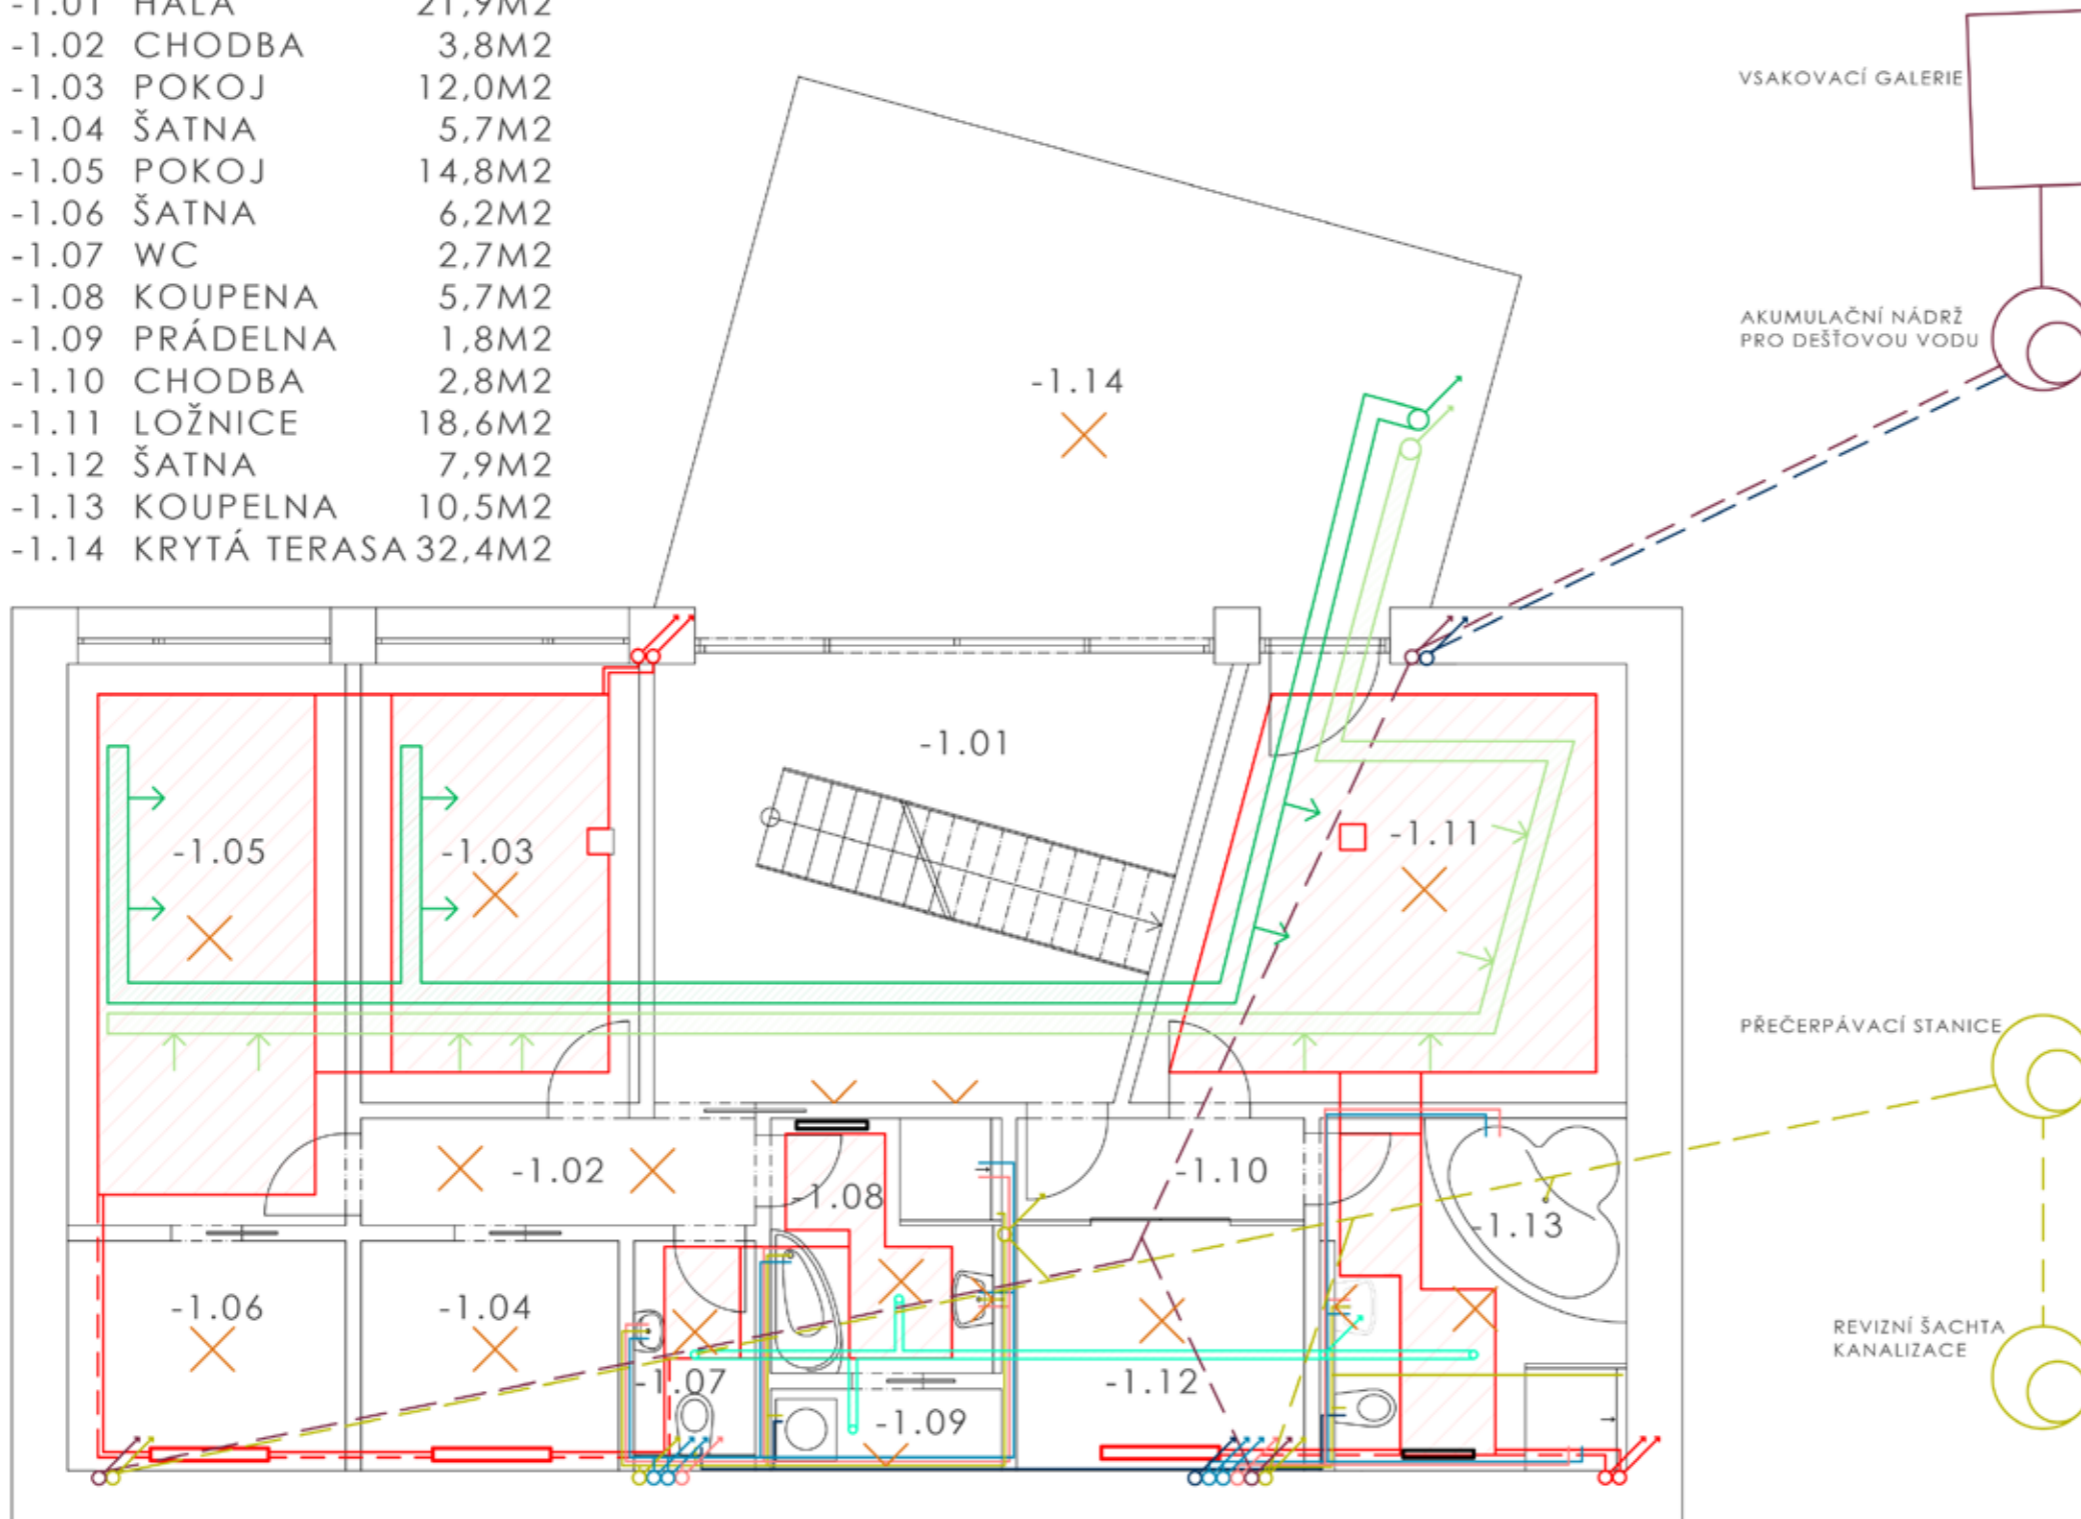 -1.01 HALA 21,9M2
-1.02 CHODBA 3,8M2
-1.03 POKOJ 12,0M2
-1.04 ŠATNA 5,7M2
-1.05 POKOJ 14,8M2
-1.06 ŠATNA 6,2M2
-1.07 WC 2,7M2
-1.08 KOUPENA 5,7M2
-1.09 PRÁDELNA 1,8M2
-1.10 CHODBA 2,8M2
-1.11 LOŽNICE 18,6M2
-1.12 ŠATNA 7,9M2
-1.13 KOUPELNA 10,5M2
-1.14 KRYTÁ TERASA 32,4M2
VSAKOVACÍ GALERIE
AKUMULAČNÍ NÁDRŽ
PRO DEŠŤOVOU VODU
-1.14
-1.01
-1.05
-1.03
-1.11
PŘEČERPÁVACÍ STANICE
-1.02
-1.08
-1.10
-1.13
-1.06
-1.04
-1.07
-1.09
-1.12
REVIZNÍ ŠACHTA
KANALIZACE